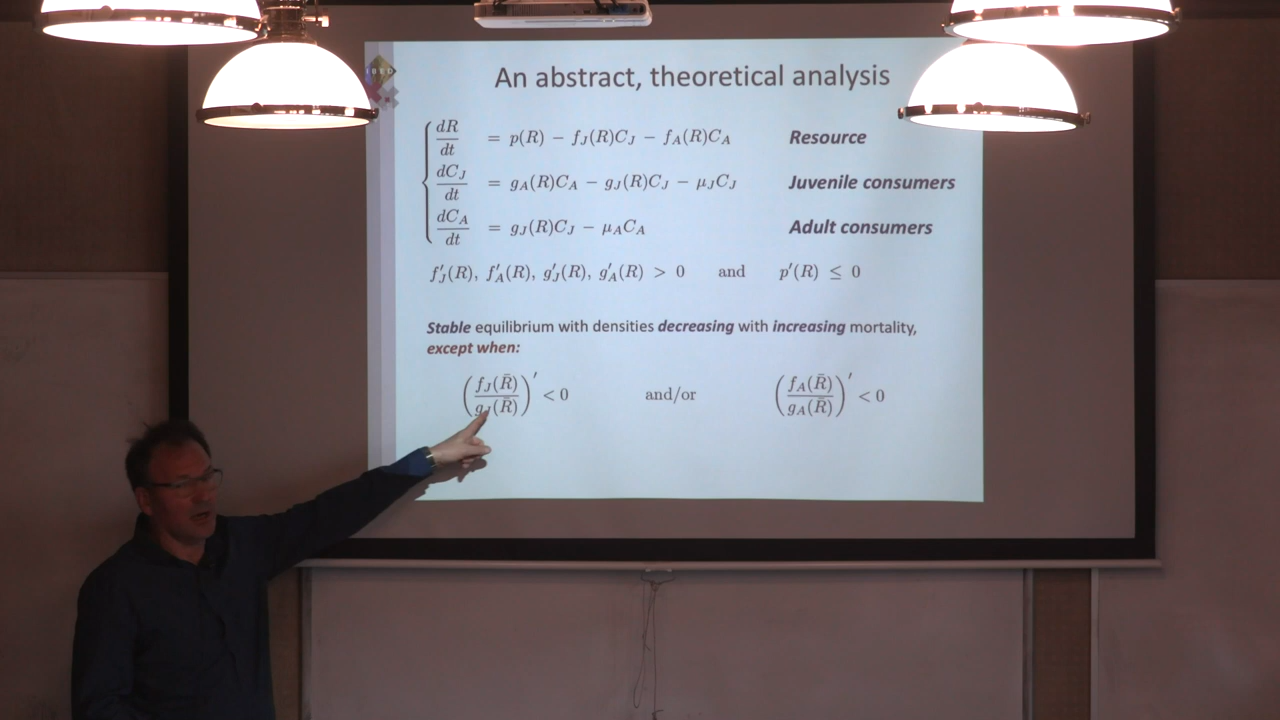 IBED
An abstract, theoretical analysis
dR/dt = p(R) − f_J(R)C_J − f_A(R)C_A Resource
dC_J/dt = g_A(R)C_A − g_J(R)C_J − μ_J C_J Juvenile consumers
dC_A/dt = g_J(R)C_J − μ_A C_A Adult consumers
f′_J(R), f′_A(R), g′_J(R), g′_A(R) > 0 and p′(R) ≤ 0
Stable equilibrium with densities decreasing with increasing mortality,
except when:
(f_J(R̄)/g_J(R̄))′ < 0 and/or (f_A(R̄)/g_A(R̄))′ < 0